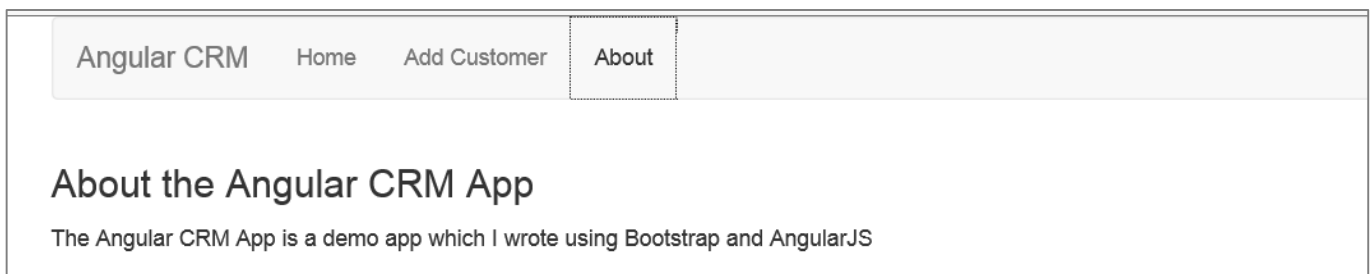 Angular CRM Home Add Customer About
About the Angular CRM App
The Angular CRM App is a demo app which I wrote using Bootstrap and AngularJS